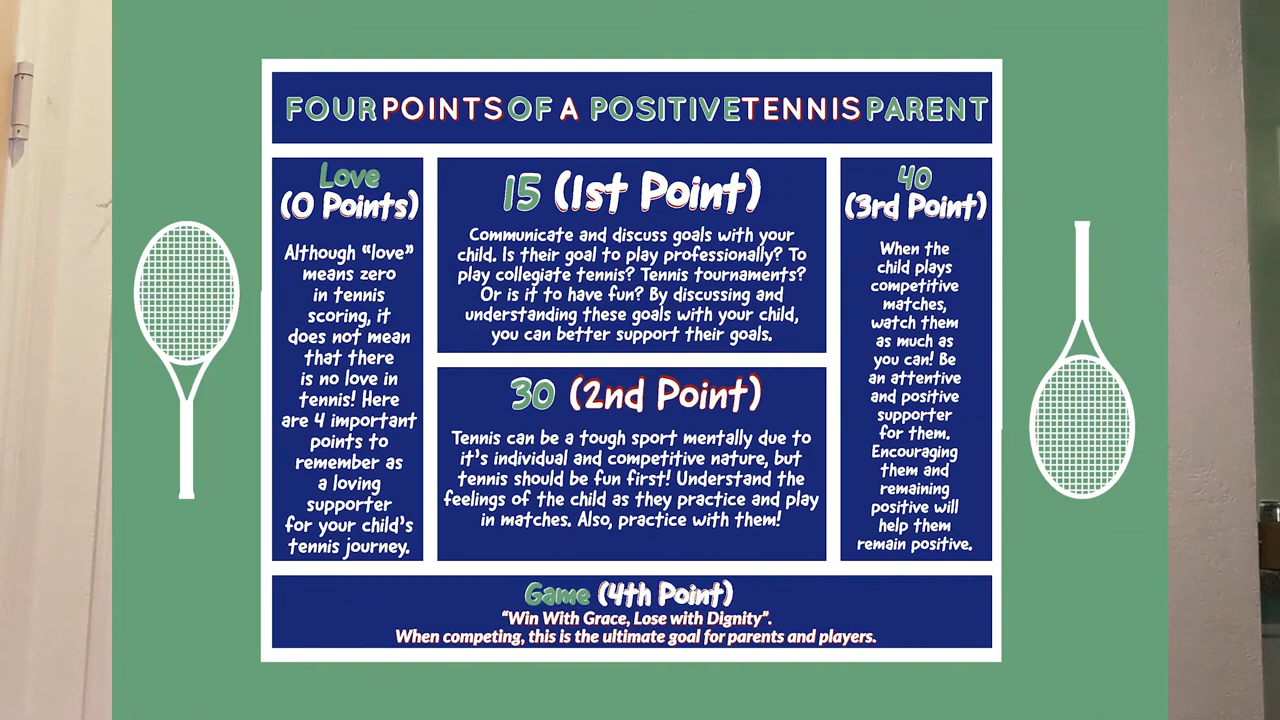 FOUR POINTS OF A POSITIVE TENNIS PARENT
Love
(0 Points)
Although “love”
means zero
in tennis
scoring, it
does not mean
that there
is no love in
tennis! Here
are 4 important
points to
remember as
a loving
supporter
for your child's
tennis journey.
15 (1st Point)
Communicate and discuss goals with your
child. Is their goal to play professionally? To
play collegiate tennis? Tennis tournaments?
Or is it to have fun? By discussing and
understanding these goals with your child,
you can better support their goals.
30 (2nd Point)
Tennis can be a tough sport mentally due to
it's individual and competitive nature, but
tennis should be fun first! Understand the
feelings of the child as they practice and play
in matches. Also, practice with them!
40
(3rd Point)
When the
child plays
competitive
matches,
watch them
as much as
you can! Be
an attentive
and positive
supporter
for them.
Encouraging
them and
remaining
positive will
help them
remain positive.
Game (4th Point)
“Win With Grace, Lose with Dignity”.
When competing, this is the ultimate goal for parents and players.